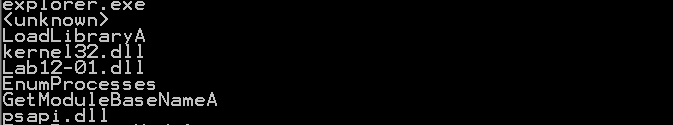 explorer.exe
<unknown>
LoadLibraryA
kernel32.dll
Lab12-01.dll
EnumProcesses
GetModuleBaseNameA
psapi.dll